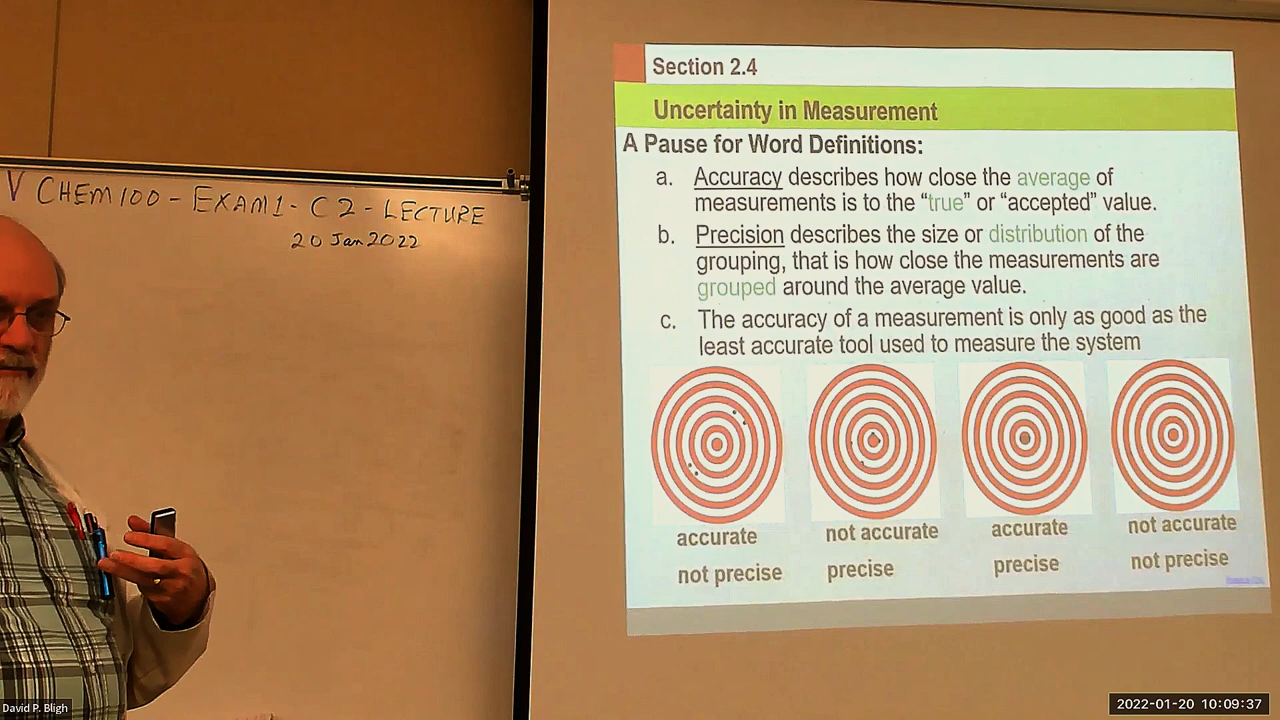 V CHEM100 - EXAM1 - C2 - LECTURE
20 Jan 2022
Section 2.4
Uncertainty in Measurement
A Pause for Word Definitions:
a. Accuracy describes how close the average of
measurements is to the “true” or “accepted” value.
b. Precision describes the size or distribution of the
grouping, that is how close the measurements are
grouped around the average value.
c. The accuracy of a measurement is only as good as the
least accurate tool used to measure the system
accurate not accurate accurate not accurate
not precise precise precise not precise
David P. Bligh
2022-01-20 10:09:37